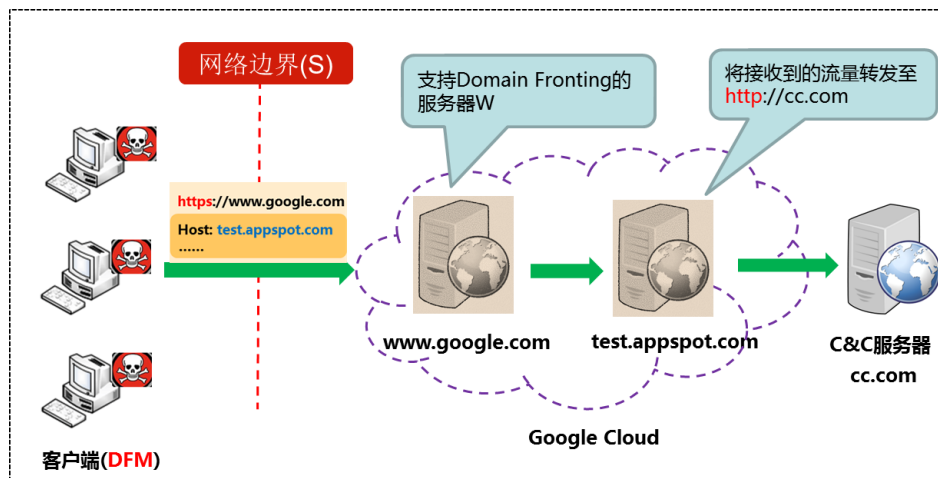 网络边界(S)
支持Domain Fronting的
服务器W
将接收到的流量转发至
http://cc.com
https://www.google.com
Host: test.appspot.com
......
www.google.com
test.appspot.com
C&C服务器
cc.com
Google Cloud
客户端(DFM)